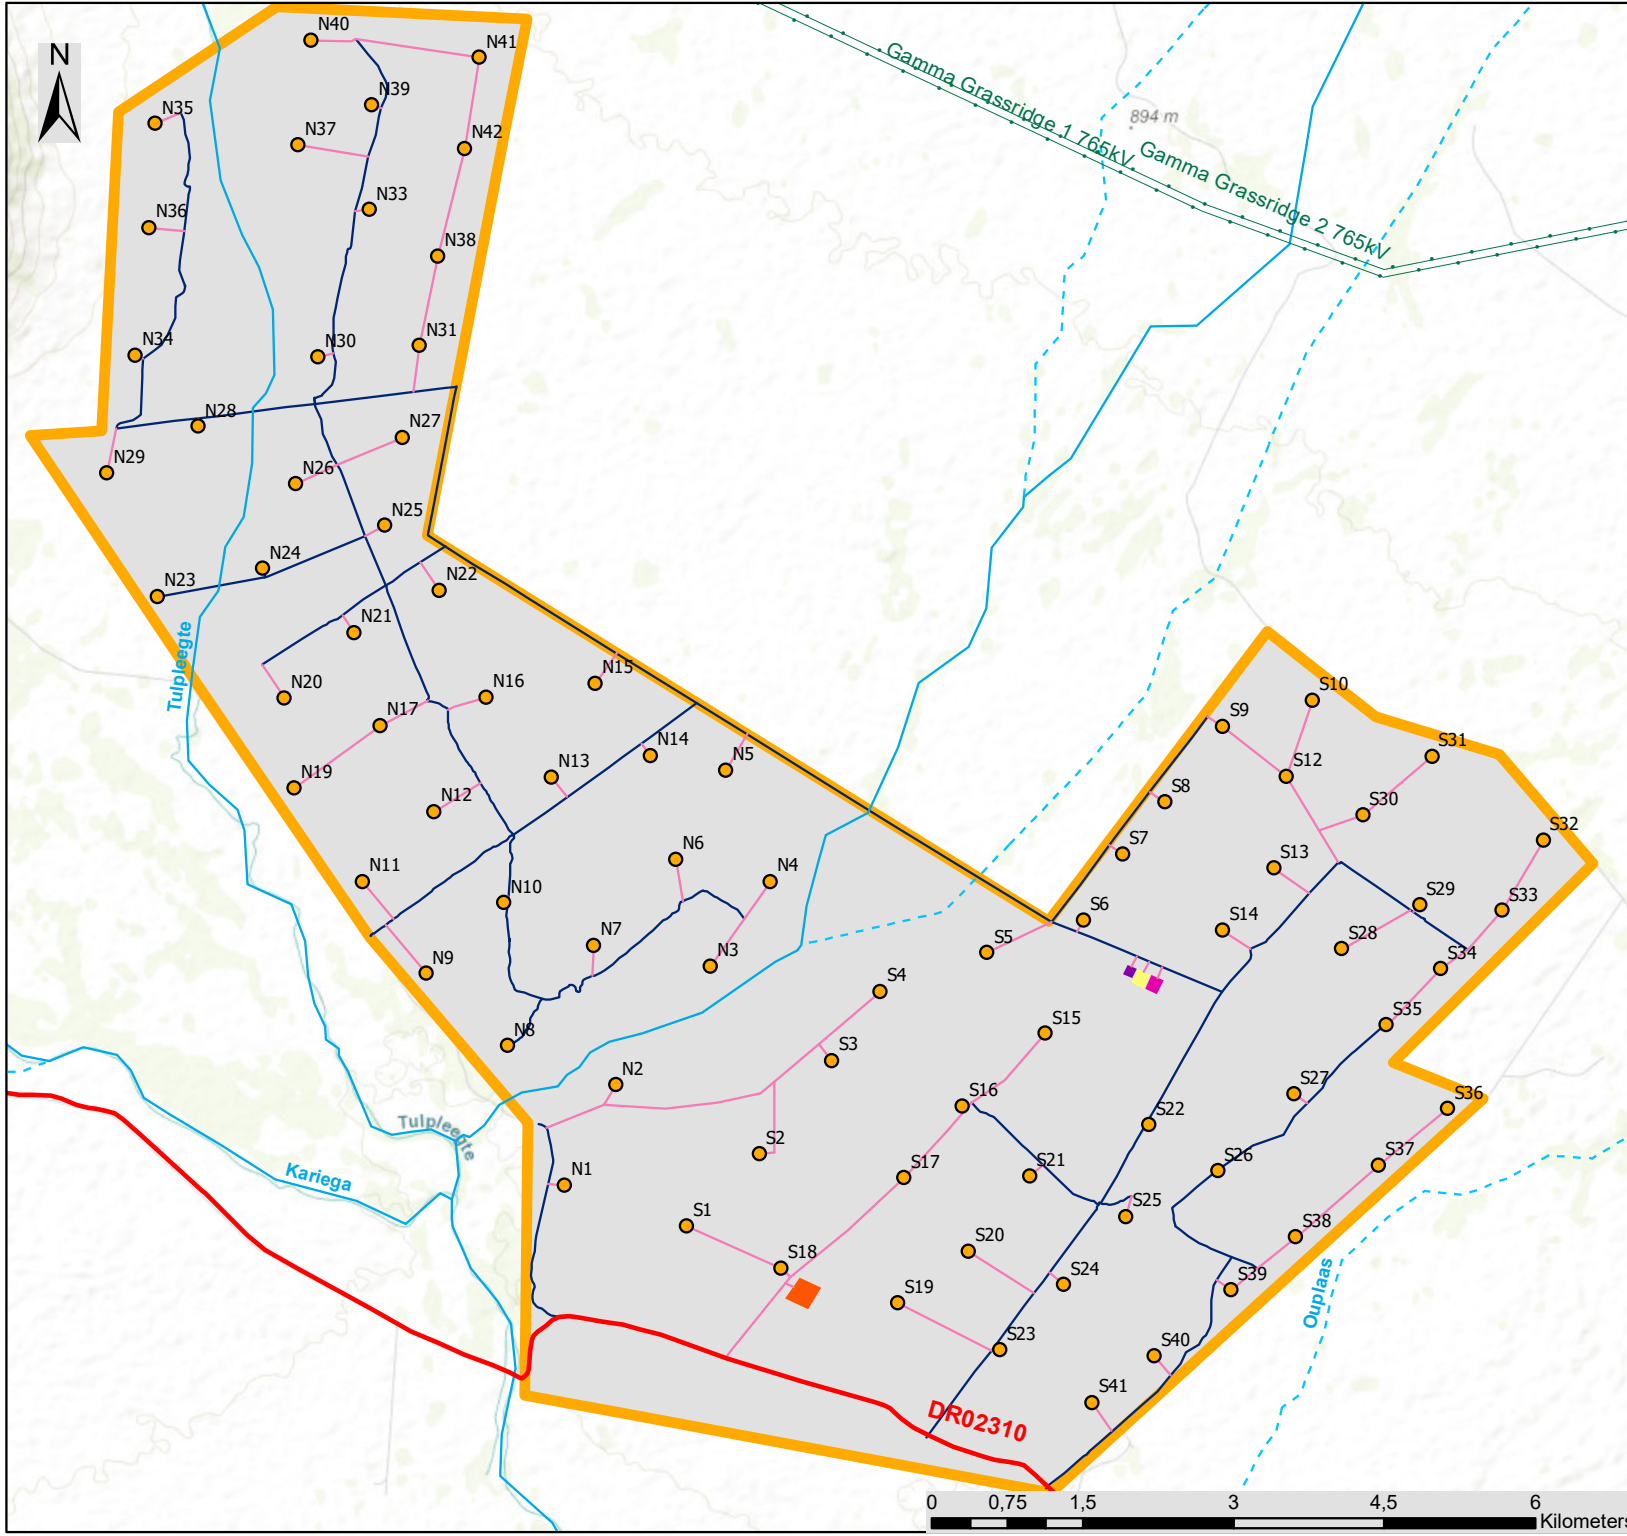 N40
N41
N
N39
N35
Gamma Grassridge 1 765kV
894 m
N37
N42
Gamma Grassridge 2 765kV
N36
N33
N38
N34
N30
N31
N28
N27
N29
N26
N25
N24
N23
N22
N21
Tulpleegte
N20
N16
N15
S10
N17
S9
N14
N5
S31
N19
N13
S12
N12
S8
S30
S32
N6
S7
N11
N4
S13
N10
S29
S33
S6
N7
S14
S5
S28
N9
N3
S34
S4
N8
S15
S35
S3
N2
S16
S27
S36
Tulpleegte
S22
S2
Kariega
N1
S17
S21
S26
S37
S1
S25
S38
S18
S20
S24
S39
Ouplaas
S19
S23
S40
S41
DR02310
0 0,75 1,5 3 4,5 6
Kilometers